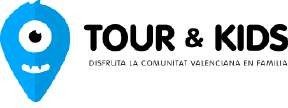 TOUR & KIDS
DISFRUTA LA COMUNITAT VALENCIANA EN FAMILIA